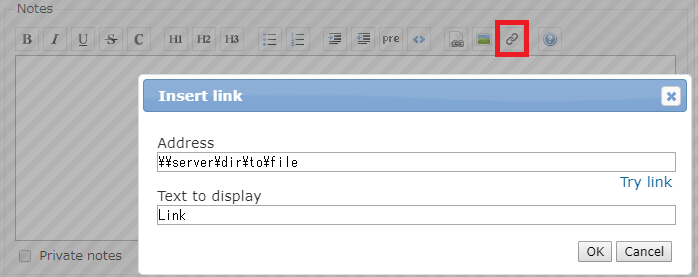 Notes
B I U S C H1 H2 H3 pre <> ?
Insert link
Address
¥¥server¥dir¥to¥file
Try link
Text to display
Link
Private notes
OK Cancel